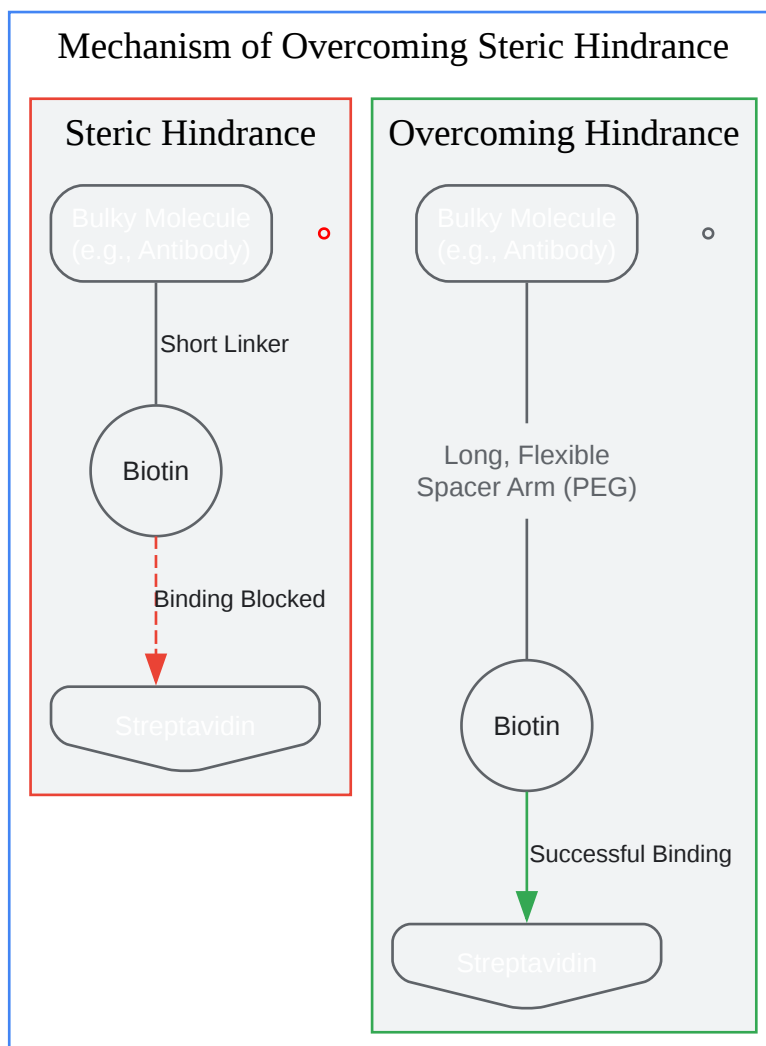 Mechanism of Overcoming Steric Hindrance
Steric Hindrance
Bulky Molecule
(e.g., Antibody)
Short Linker
Biotin
Binding Blocked
Streptavidin
Overcoming Hindrance
Bulky Molecule
(e.g., Antibody)
Long, Flexible
Spacer Arm (PEG)
Biotin
Successful Binding
Streptavidin